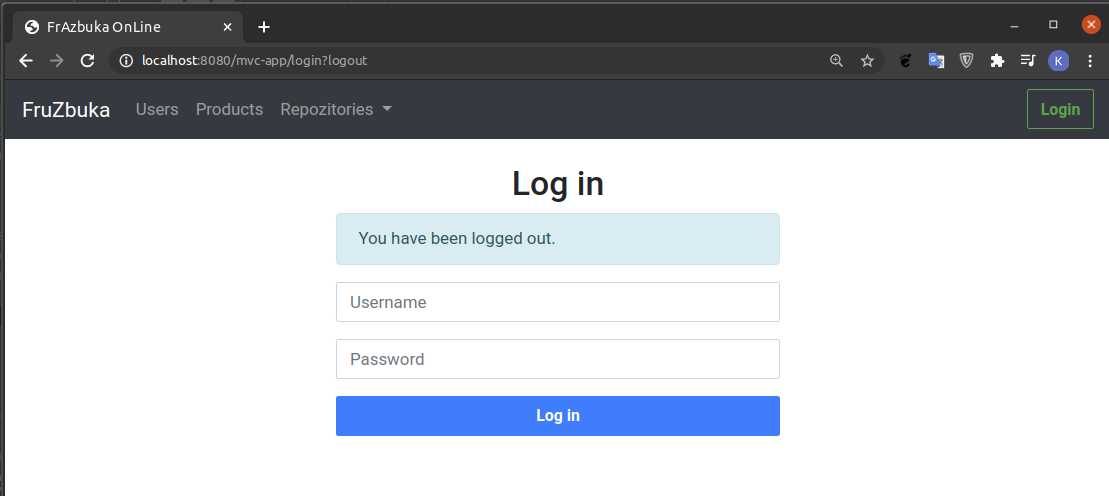 FrAzbuka OnLine
localhost:8080/mvc-app/login?logout
K
FruZbuka Users Products Repozitories Login
Log in
You have been logged out.
Username
Password
Log in